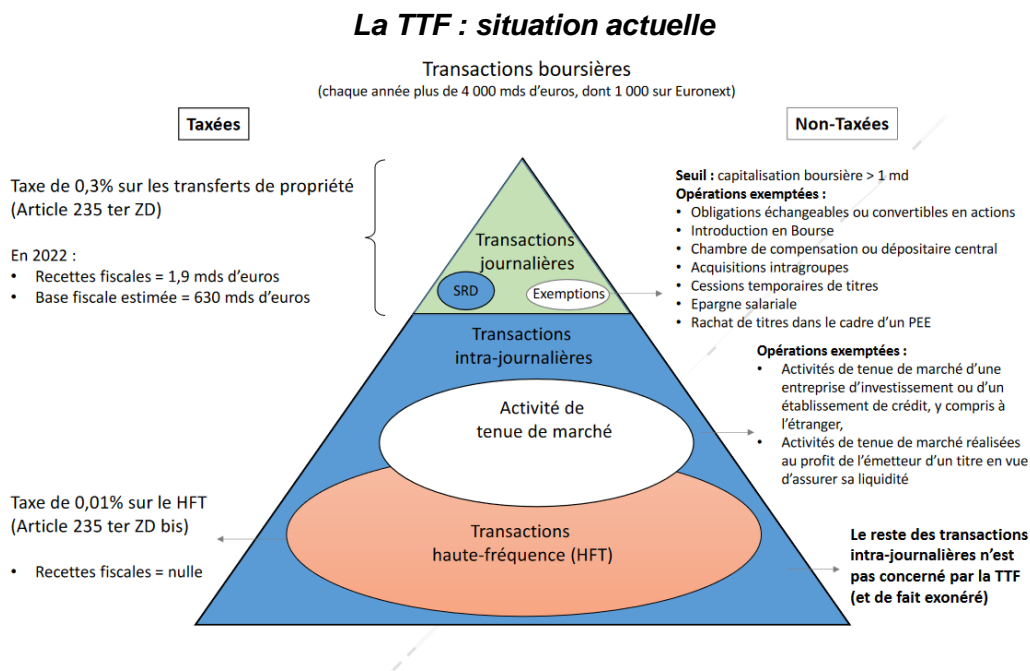 La TTF : situation actuelle
Transactions boursières
(chaque année plus de 4 000 mds d'euros, dont 1 000 sur Euronext)
Taxées
Non-Taxées
Taxe de 0,3% sur les transferts de propriété
(Article 235 ter ZD)
En 2022 :
• Recettes fiscales = 1,9 mds d'euros
• Base fiscale estimée = 630 mds d'euros
Transactions
journalières
SRD
Exemptions
Seuil : capitalisation boursière > 1 md
Opérations exemptées :
• Obligations échangeables ou convertibles en actions
• Introduction en Bourse
• Chambre de compensation ou dépositaire central
• Acquisitions intragroupes
• Cessions temporaires de titres
• Epargne salariale
• Rachat de titres dans le cadre d'un PEE
Transactions
intra-journalières
Activité de
tenue de marché
Opérations exemptées :
• Activités de tenue de marché d'une
entreprise d'investissement ou d'un
établissement de crédit, y compris à
l'étranger,
• Activités de tenue de marché réalisées
au profit de l'émetteur d'un titre en vue
d'assurer sa liquidité
Taxe de 0,01% sur le HFT
(Article 235 ter ZD bis)
• Recettes fiscales = nulle
Transactions
haute-fréquence (HFT)
Le reste des transactions
intra-journalières n'est
pas concerné par la TTF
(et de fait exonéré)